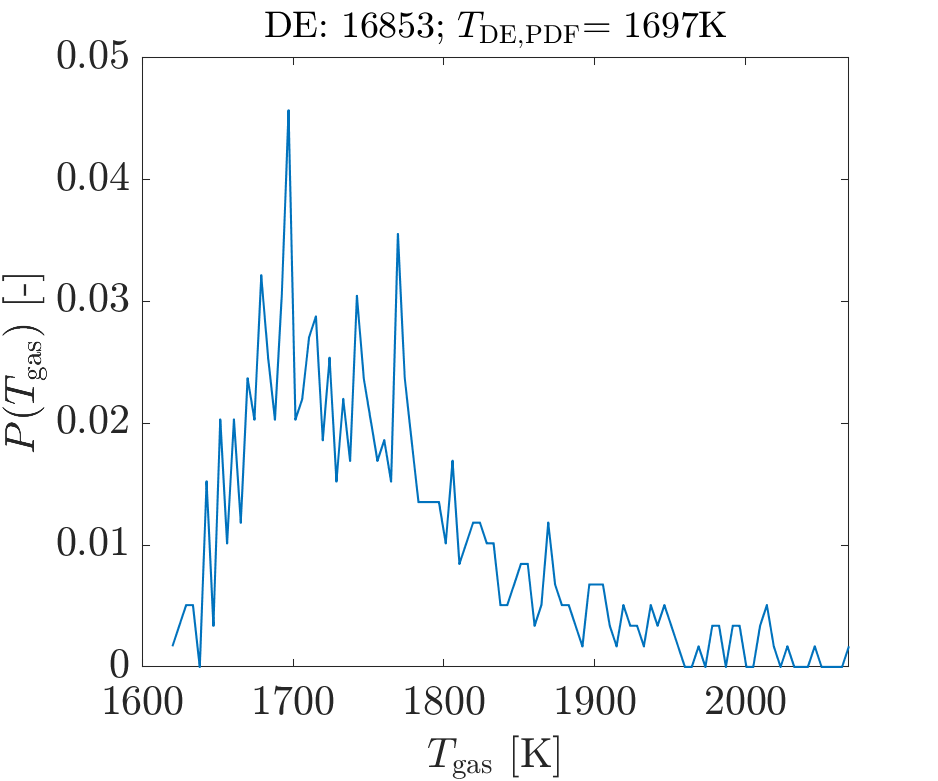 DE: 16853; T_DE,PDF= 1697K
0.05
0.04
0.03
0.02
0.01
0
P(T_gas) [-]
1600 1700 1800 1900 2000
T_gas [K]